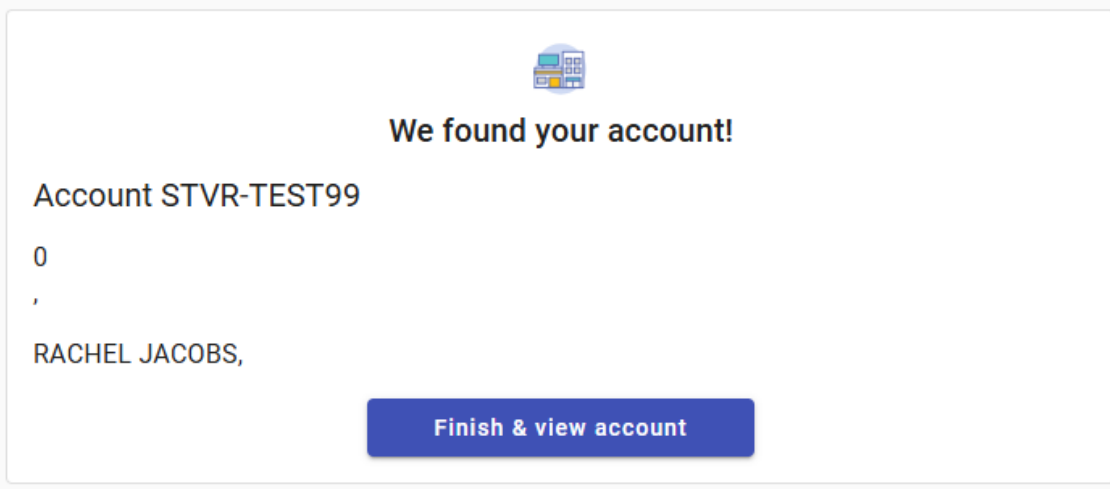 We found your account!
Account STVR-TEST99
0
,
RACHEL JACOBS,
Finish & view account